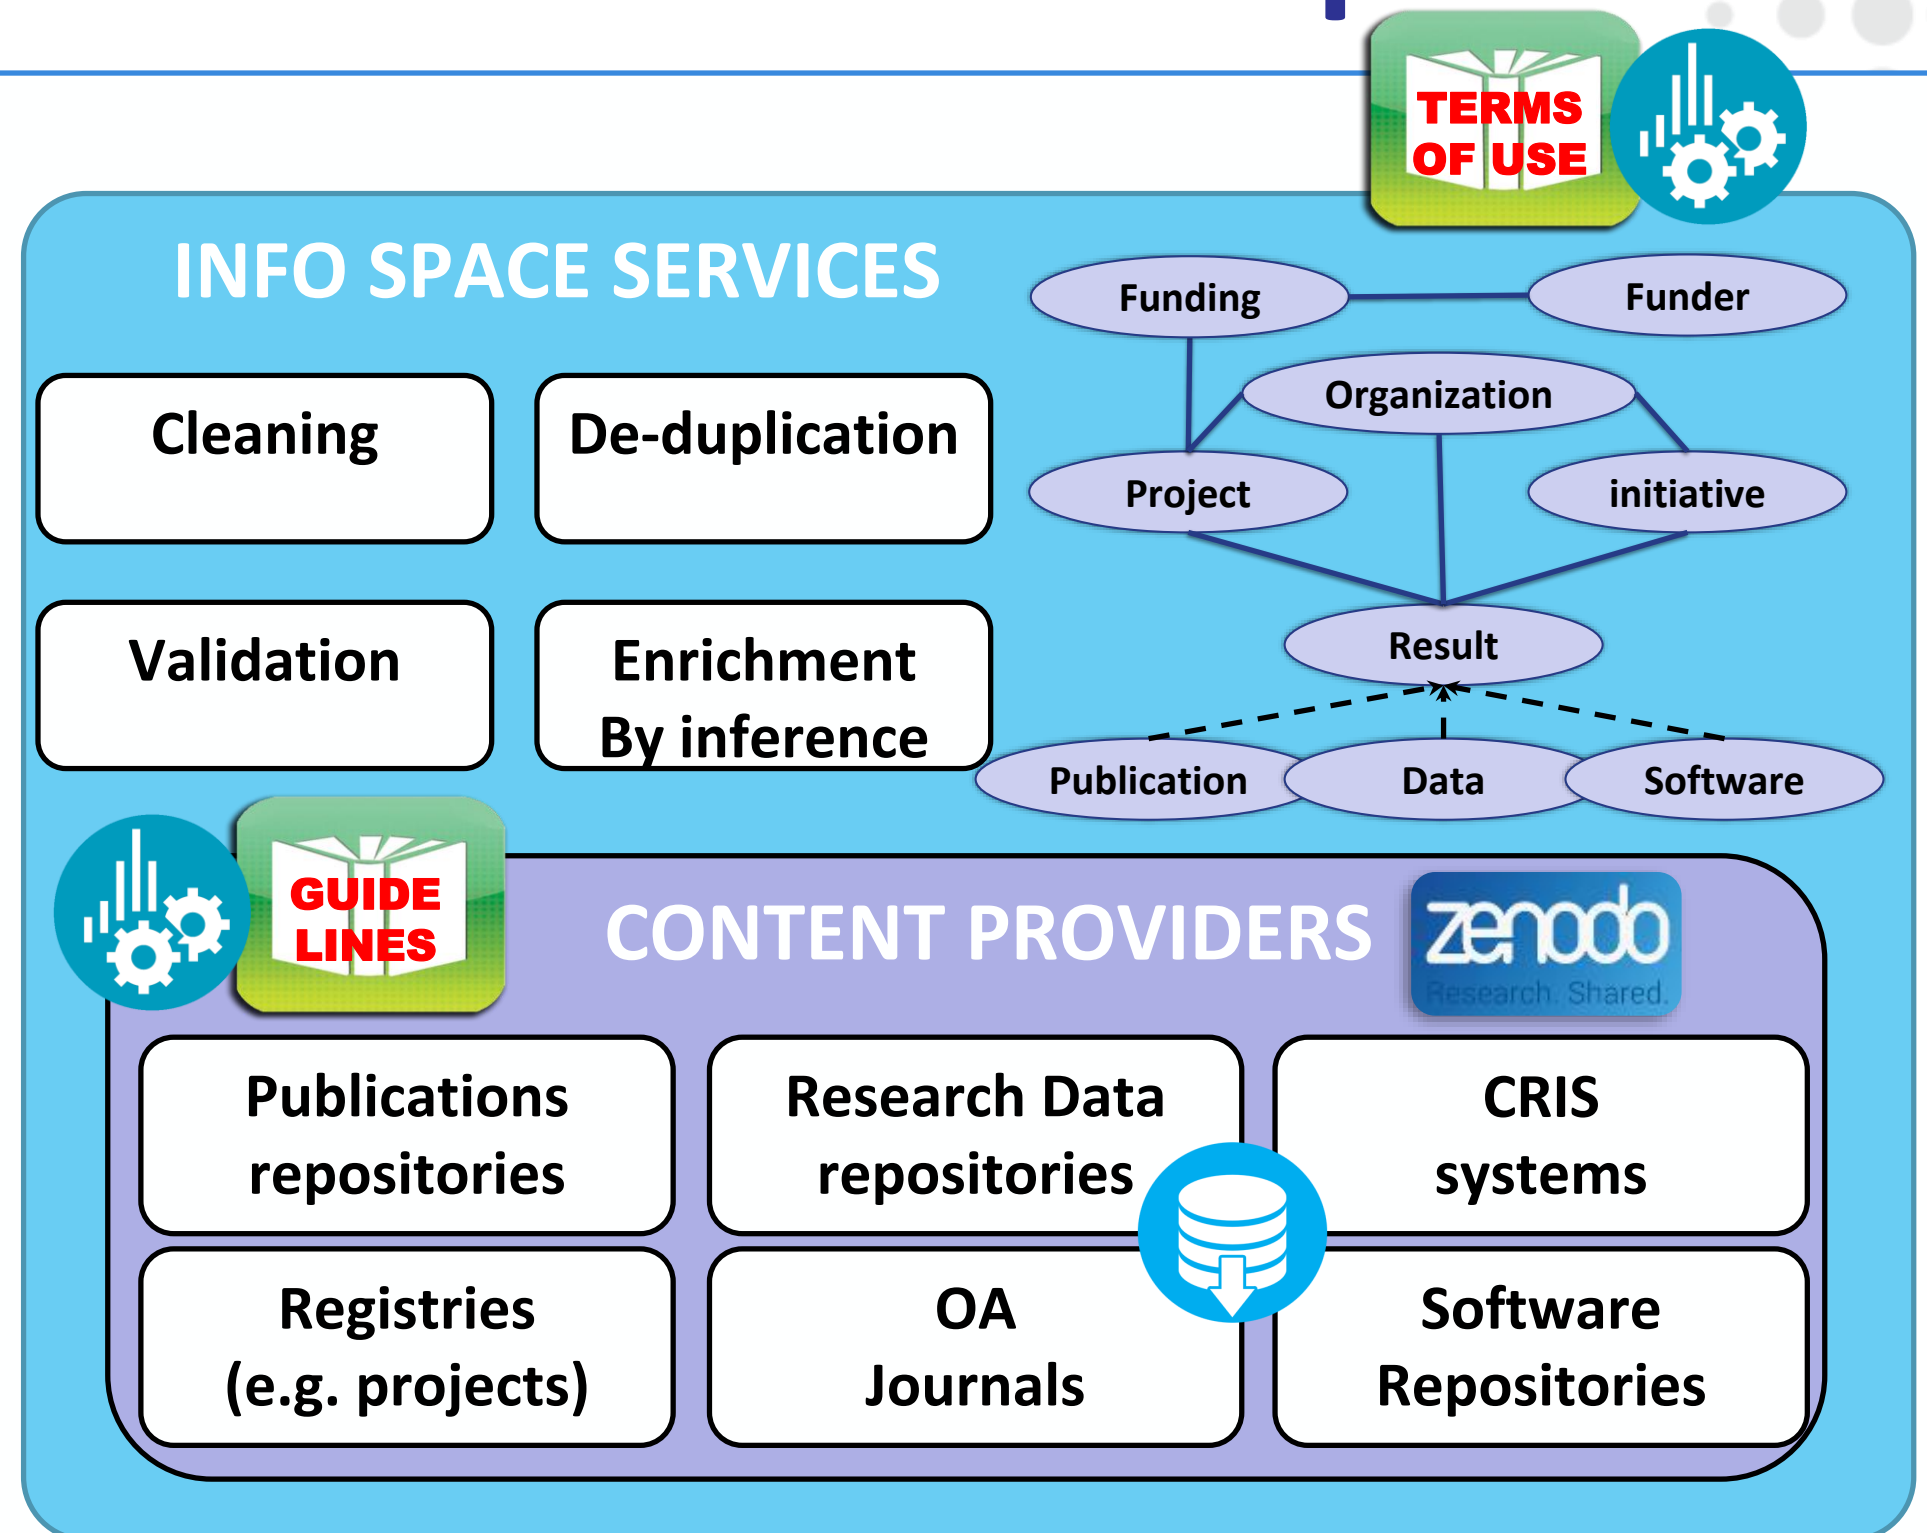 TERMS
OF USE
INFO SPACE SERVICES
Funding
Funder
Organization
Project
initiative
Result
Publication
Data
Software
Cleaning
De-duplication
Validation
Enrichment
By inference
GUIDE
LINES
CONTENT PROVIDERS
zenodo
Research. Shared.
Publications
repositories
Research Data
repositories
CRIS
systems
Registries
(e.g. projects)
OA
Journals
Software
Repositories